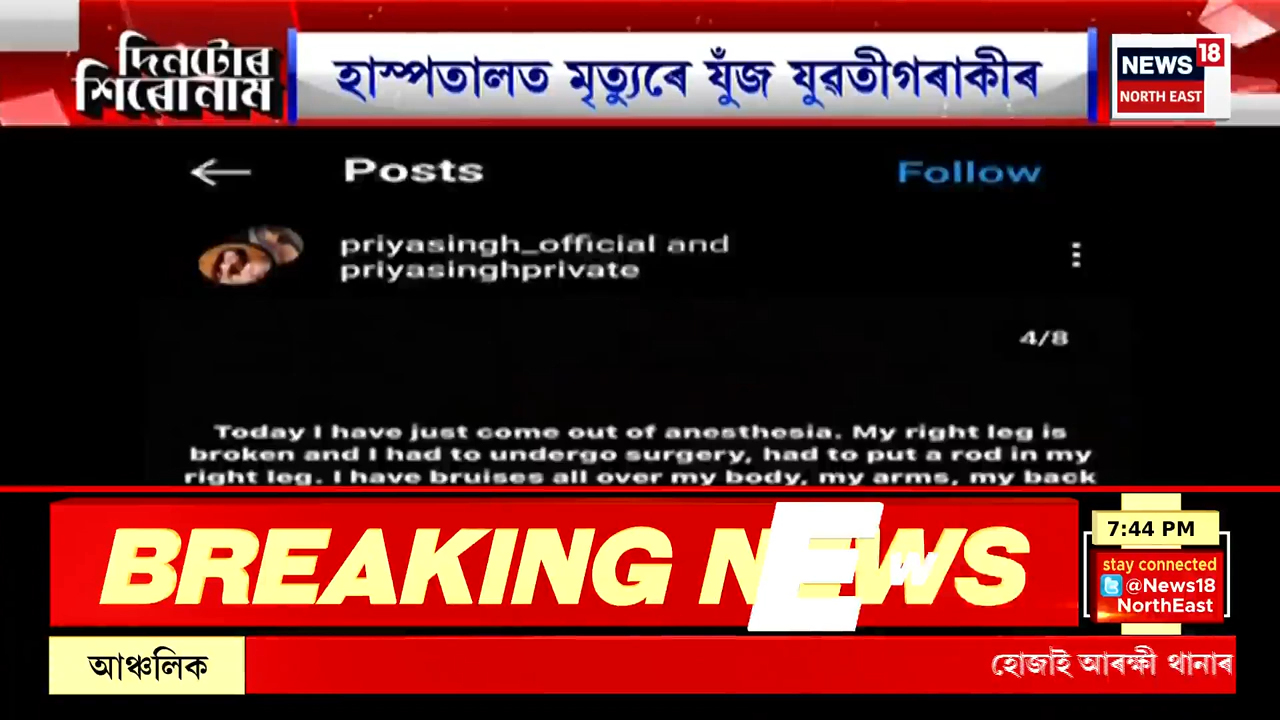 দিনটোৰ
শিৰোনাম
হাস্পতালত মৃত্যুৰে যুঁজ যুৱতীগৰাকীৰ
NEWS 18
NORTH EAST
Posts
Follow
priyasingh_official and
priyasinghprivate
4/8
Today I have just come out of anesthesia. My right leg is
broken and I had to undergo surgery, had to put a rod in my
right leg. I have bruises all over my body, my arms, my back
BREAKING NEWS
7:44 PM
stay connected
@News18
NorthEast
আঞ্চলিক
হোজাই আৰক্ষী থানাৰ